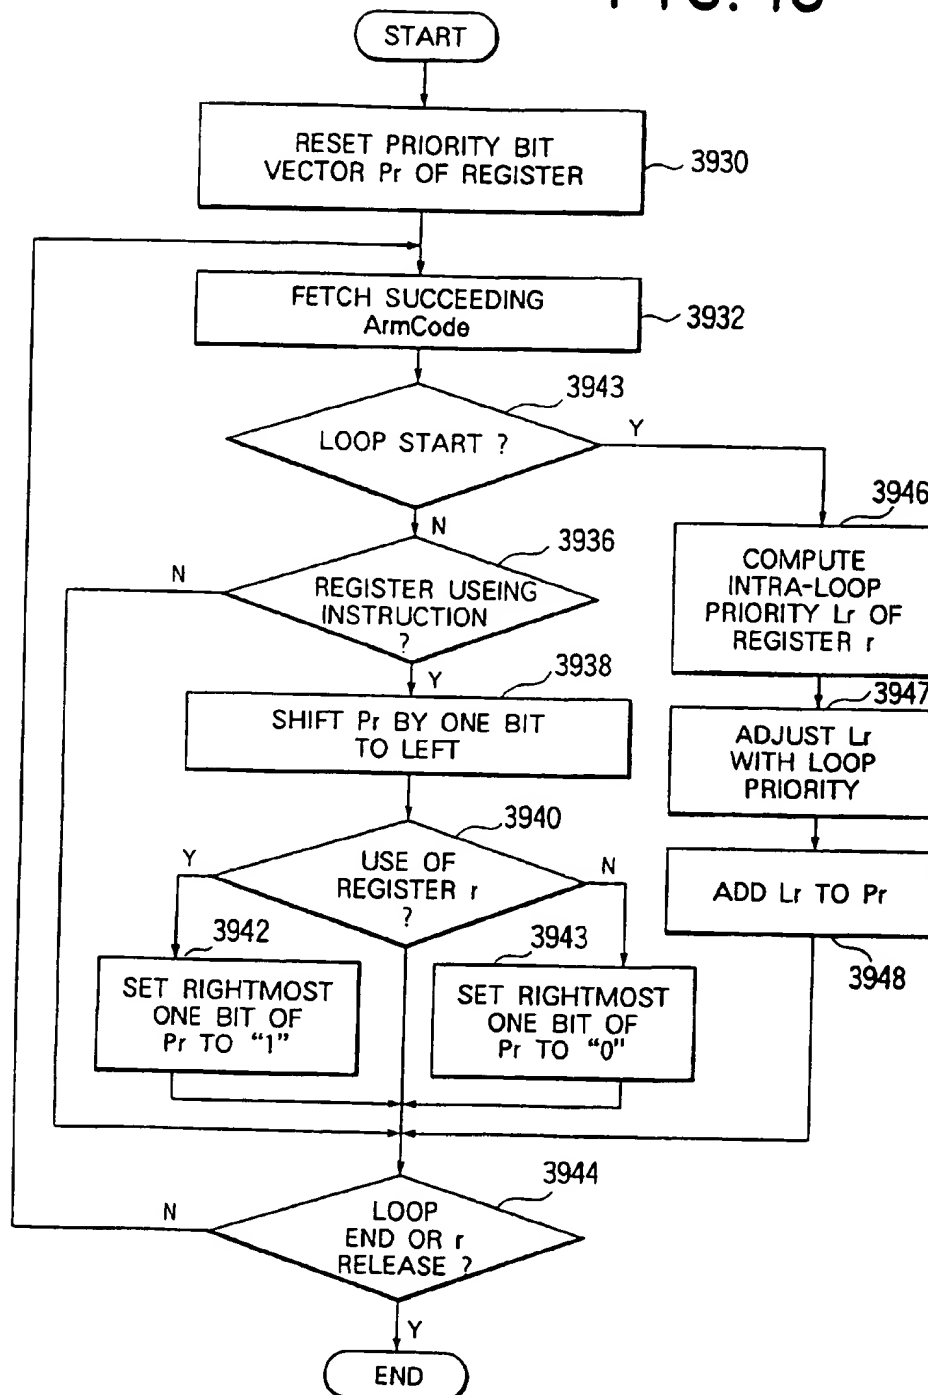 START
RESET PRIORITY BIT
VECTOR Pr OF REGISTER
3930
FETCH SUCCEEDING
ArmCode
3932
3943
LOOP START ?
Y
N
3936
N
REGISTER USEING
INSTRUCTION
?
Y
3938
SHIFT Pr BY ONE BIT
TO LEFT
3940
Y
USE OF
REGISTER r
?
N
3942
SET RIGHTMOST
ONE BIT OF
Pr TO "1"
3943
SET RIGHTMOST
ONE BIT OF
Pr TO "0"
3946
COMPUTE
INTRA-LOOP
PRIORITY Lr OF
REGISTER r
3947
ADJUST Lr
WITH LOOP
PRIORITY
ADD Lr TO Pr
3948
3944
N
LOOP
END OR r
RELEASE ?
Y
END